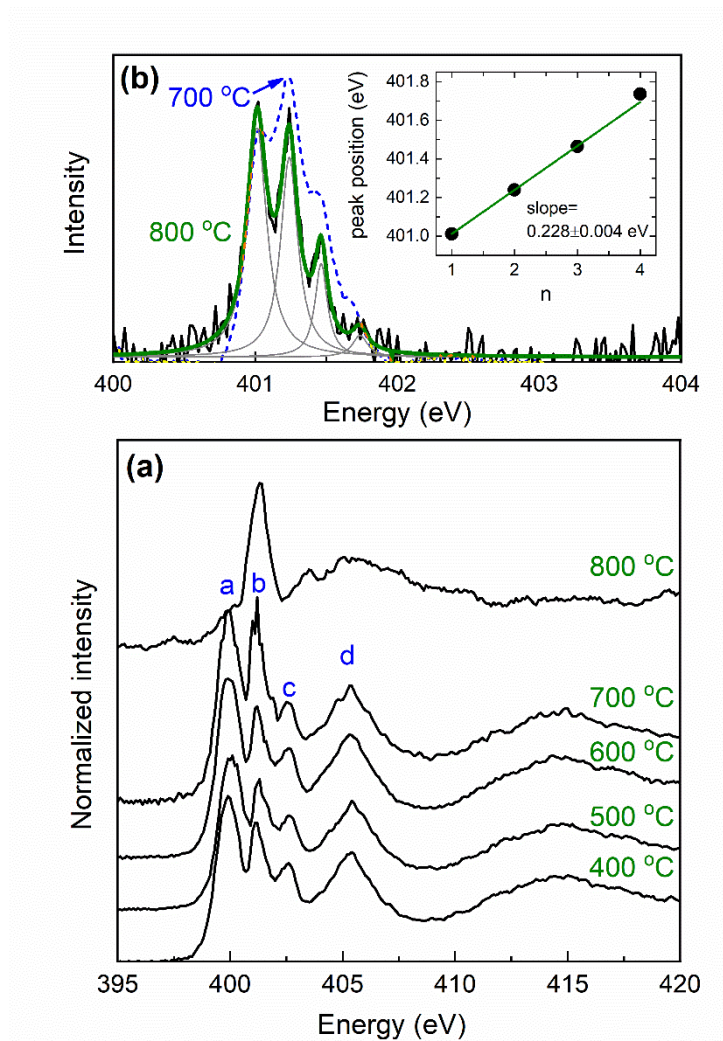 (b)
700 °C
800 °C
Intensity
400 401 402 403 404
Energy (eV)
peak position (eV)
401.8
401.6
401.4
401.2
401.0
slope=
0.228±0.004 eV
1 2 3 4
n
(a)
Normalized intensity
a b c d
800 °C
700 °C
600 °C
500 °C
400 °C
395 400 405 410 415 420
Energy (eV)